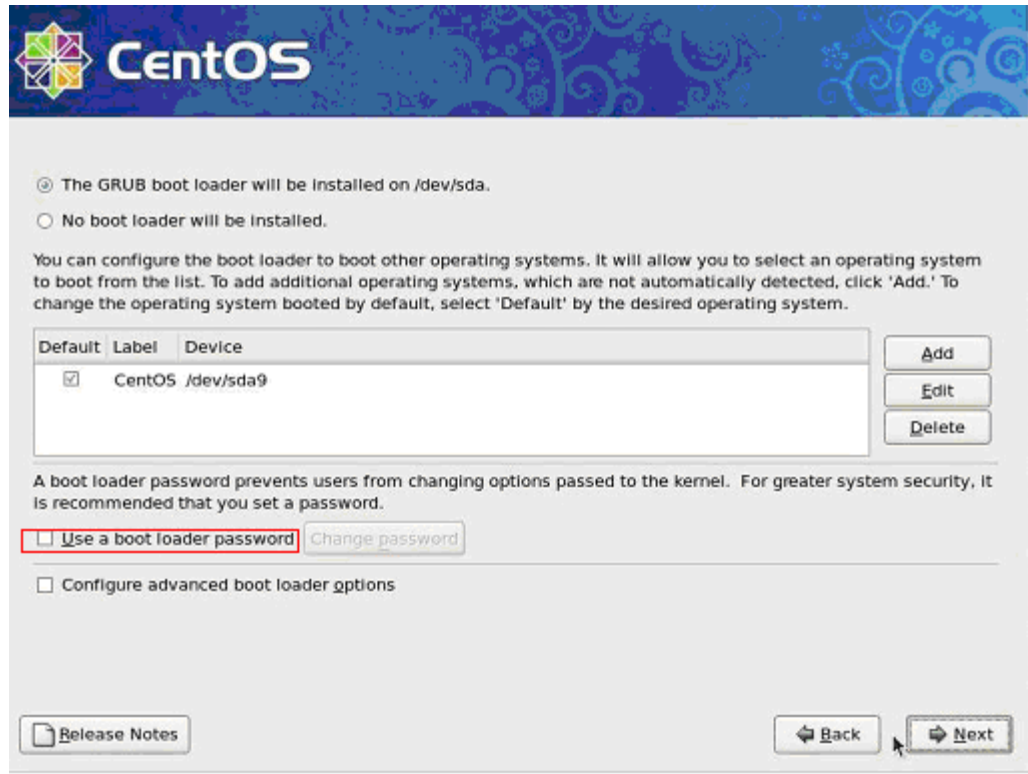 CentOS
The GRUB boot loader will be installed on /dev/sda.
No boot loader will be installed.
You can configure the boot loader to boot other operating systems. It will allow you to select an operating system
to boot from the list. To add additional operating systems, which are not automatically detected, click 'Add.' To
change the operating system booted by default, select 'Default' by the desired operating system.
Default Label Device
CentOS /dev/sda9
Add
Edit
Delete
A boot loader password prevents users from changing options passed to the kernel. For greater system security, it
is recommended that you set a password.
Use a boot loader password Change password
Configure advanced boot loader options
Release Notes Back Next